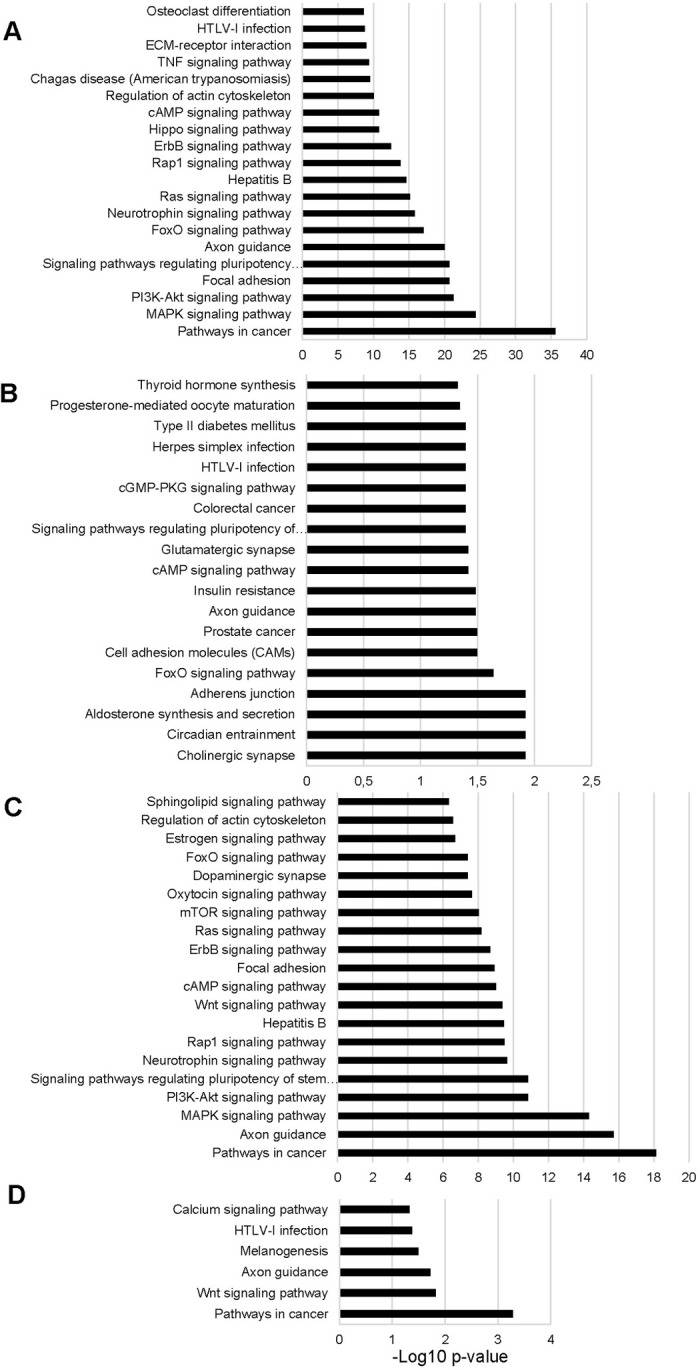 A
Osteoclast differentiation
HTLV-I infection
ECM-receptor interaction
TNF signaling pathway
Chagas disease (American trypanosomiasis)
Regulation of actin cytoskeleton
cAMP signaling pathway
Hippo signaling pathway
ErbB signaling pathway
Rap1 signaling pathway
Hepatitis B
Ras signaling pathway
Neurotrophin signaling pathway
FoxO signaling pathway
Axon guidance
Signaling pathways regulating pluripotency...
Focal adhesion
PI3K-Akt signaling pathway
MAPK signaling pathway
Pathways in cancer
0 5 10 15 20 25 30 35 40
B
Thyroid hormone synthesis
Progesterone-mediated oocyte maturation
Type II diabetes mellitus
Herpes simplex infection
HTLV-I infection
cGMP-PKG signaling pathway
Colorectal cancer
Signaling pathways regulating pluripotency of...
Glutamatergic synapse
cAMP signaling pathway
Insulin resistance
Axon guidance
Prostate cancer
Cell adhesion molecules (CAMs)
FoxO signaling pathway
Adherens junction
Aldosterone synthesis and secretion
Circadian entrainment
Cholinergic synapse
0 0,5 1 1,5 2 2,5
C
Sphingolipid signaling pathway
Regulation of actin cytoskeleton
Estrogen signaling pathway
FoxO signaling pathway
Dopaminergic synapse
Oxytocin signaling pathway
mTOR signaling pathway
Ras signaling pathway
ErbB signaling pathway
Focal adhesion
cAMP signaling pathway
Wnt signaling pathway
Hepatitis B
Rap1 signaling pathway
Neurotrophin signaling pathway
Signaling pathways regulating pluripotency of stem...
PI3K-Akt signaling pathway
MAPK signaling pathway
Axon guidance
Pathways in cancer
0 2 4 6 8 10 12 14 16 18 20
D
Calcium signaling pathway
HTLV-I infection
Melanogenesis
Axon guidance
Wnt signaling pathway
Pathways in cancer
0 1 2 3 4
-Log10 p-value